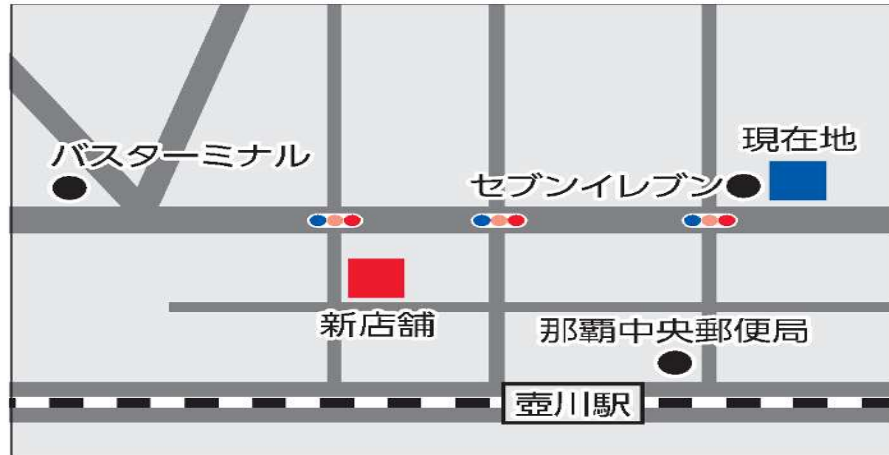 現在地
バスターミナル
セブンイレブン
新店舗
那覇中央郵便局
壺川駅